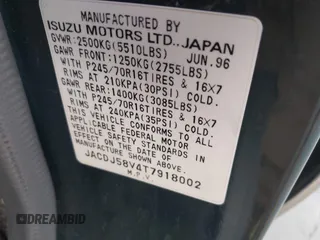 MANUFACTURED BY
ISUZU MOTORS LTD., JAPAN
GVWR: 2500KG(5510LBS) JUN. 96
GAWR FRONT: 1250KG(2755LBS)
WITH P245/70R16TIRES & 16X7
RIMS AT 210KPA(30PSI) COLD.
GAWR REAR: 1400KG(3085LBS)
WITH P245/70R16TIRES & 16X7
RIMS AT 240KPA(35PSI) COLD.
THIS VEHICLE CONFORMS TO ALL
APPLICABLE FEDERAL MOTOR
VEHICLE SAFETY STANDARDS IN
EFFECT ON THE DATE OF
MANUFACTURE SHOWN ABOVE.
JACDJ58V4T7918002
M.P.V.
DREAMBID